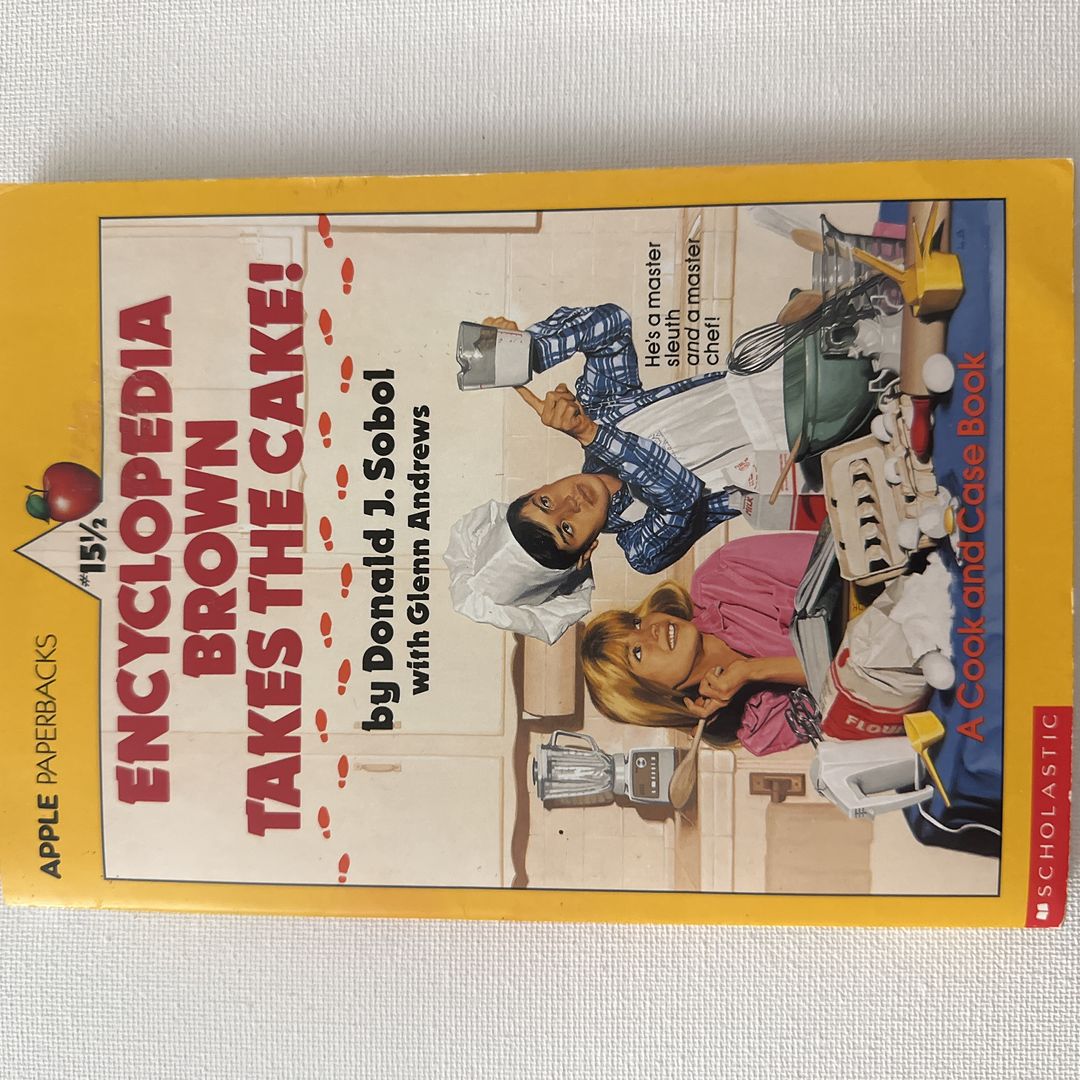 APPLE PAPERBACKS
#15½
ENCYCLOPEDIA
BROWN
TAKES THE CAKE!
by Donald J. Sobol
with Glenn Andrews
He's a master
sleuth
and a master
chef!
MILK
FLOUR
A Cook and Case Book
SCHOLASTIC